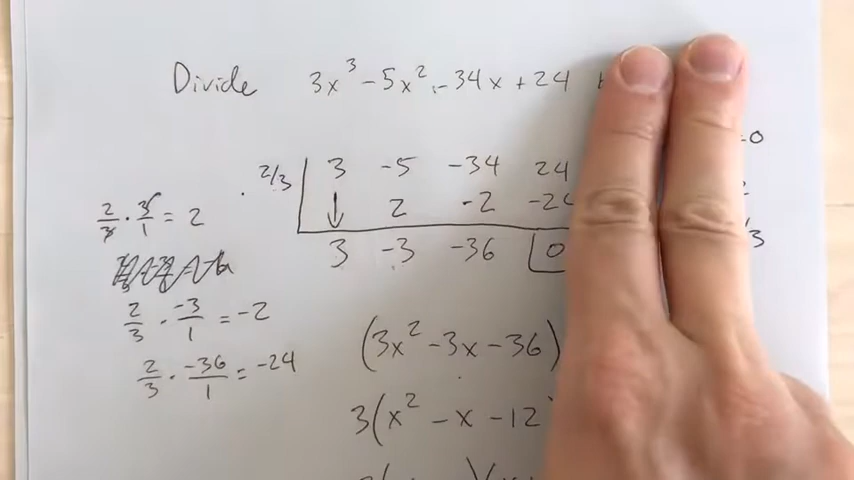 Divide 3x³ - 5x² - 34x + 24
=0
2/3 3 -5 -34 24
2 -2 -24
3 -3 -36 0
2/3 · 3/1 = 2
2/3 · -3/1 = -2
2/3 · -36/1 = -24
(3x² - 3x - 36)
3(x² - x - 12